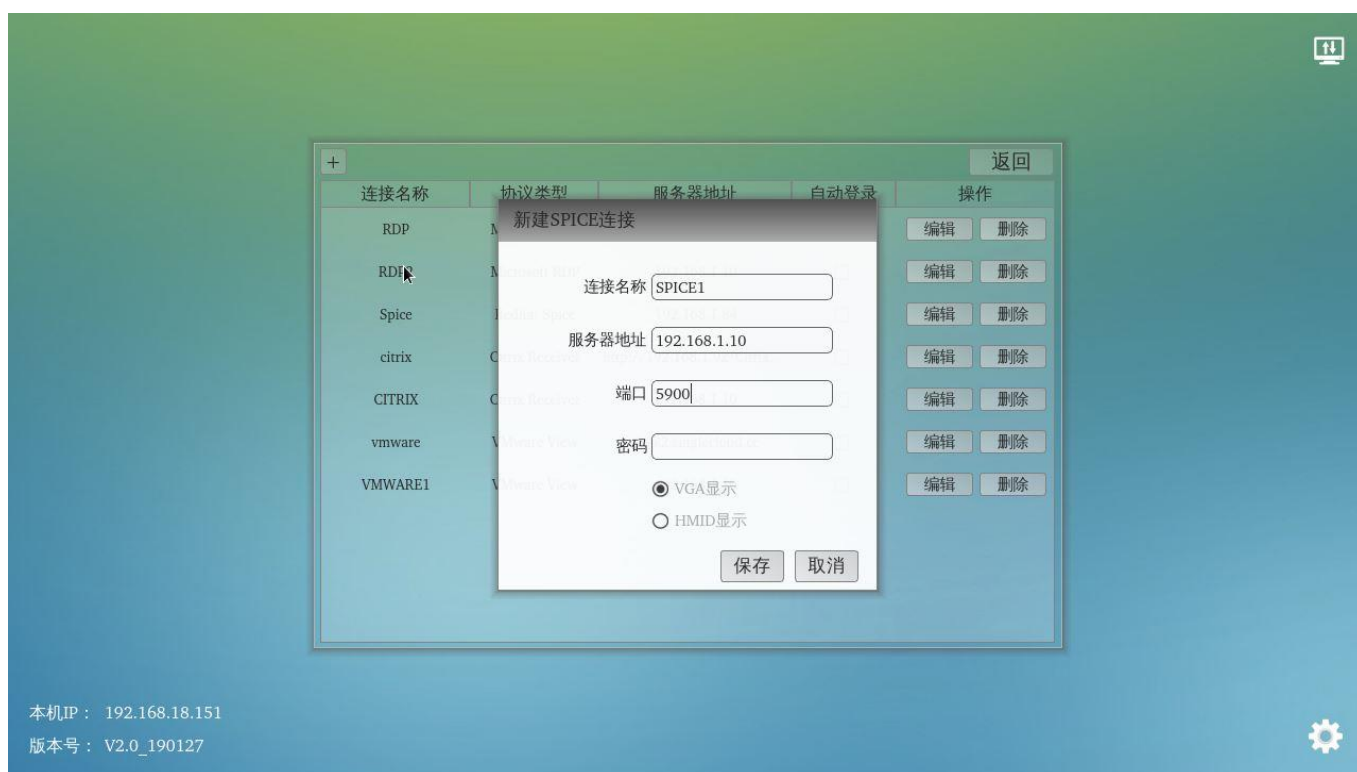 + 返回
连接名称 协议类型 服务器地址 自动登录 操作
新建SPICE连接
RDP 编辑 删除
编辑 删除
连接名称 SPICE1
Spice 编辑 删除
服务器地址 192.168.1.10
citrix 编辑 删除
端口 5900
CITRIX 编辑 删除
vmware 编辑 删除
密码
VMWARE1 编辑 删除
VGA显示
HMID显示
保存 取消
本机IP： 192.168.18.151
版本号： V2.0_190127